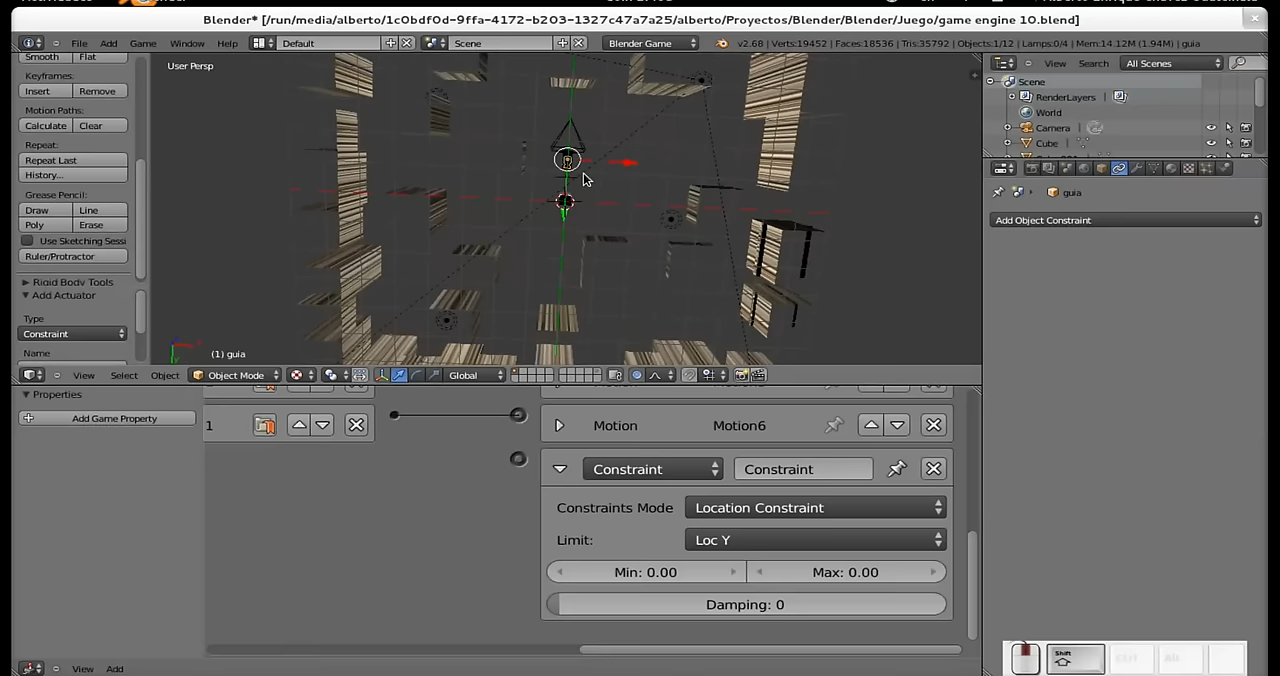 Blender* [/run/media/alberto/1c0bdf0d-9ffa-4172-b203-1327c47a7a25/alberto/Proyectos/Blender/Blender/Juego/game engine 10.blend]
File Add Game Window Help Default Scene Blender Game v2.68 | Verts:19452 | Faces:18536 | Tris:35792 | Objects:1/12 | Lamps:0/4 | Mem:14.12M (1.94M) | guia
Smooth Flat
Keyframes:
Insert Remove
Motion Paths:
Calculate Clear
Repeat:
Repeat Last
History...
Grease Pencil:
Draw Line
Poly Erase
Use Sketching Sessi
Ruler/Protractor
Rigid Body Tools
Add Actuator
Type
Constraint
Name
User Persp
(1) guia
View Select Object Object Mode Global
View Search All Scenes
Scene
RenderLayers
World
Camera
Cube
guia
Add Object Constraint
Properties
Add Game Property
1
Motion Motion6
Constraint Constraint
Constraints Mode Location Constraint
Limit: Loc Y
Min: 0.00 Max: 0.00
Damping: 0
View Add
Shift
Ctrl
Alt